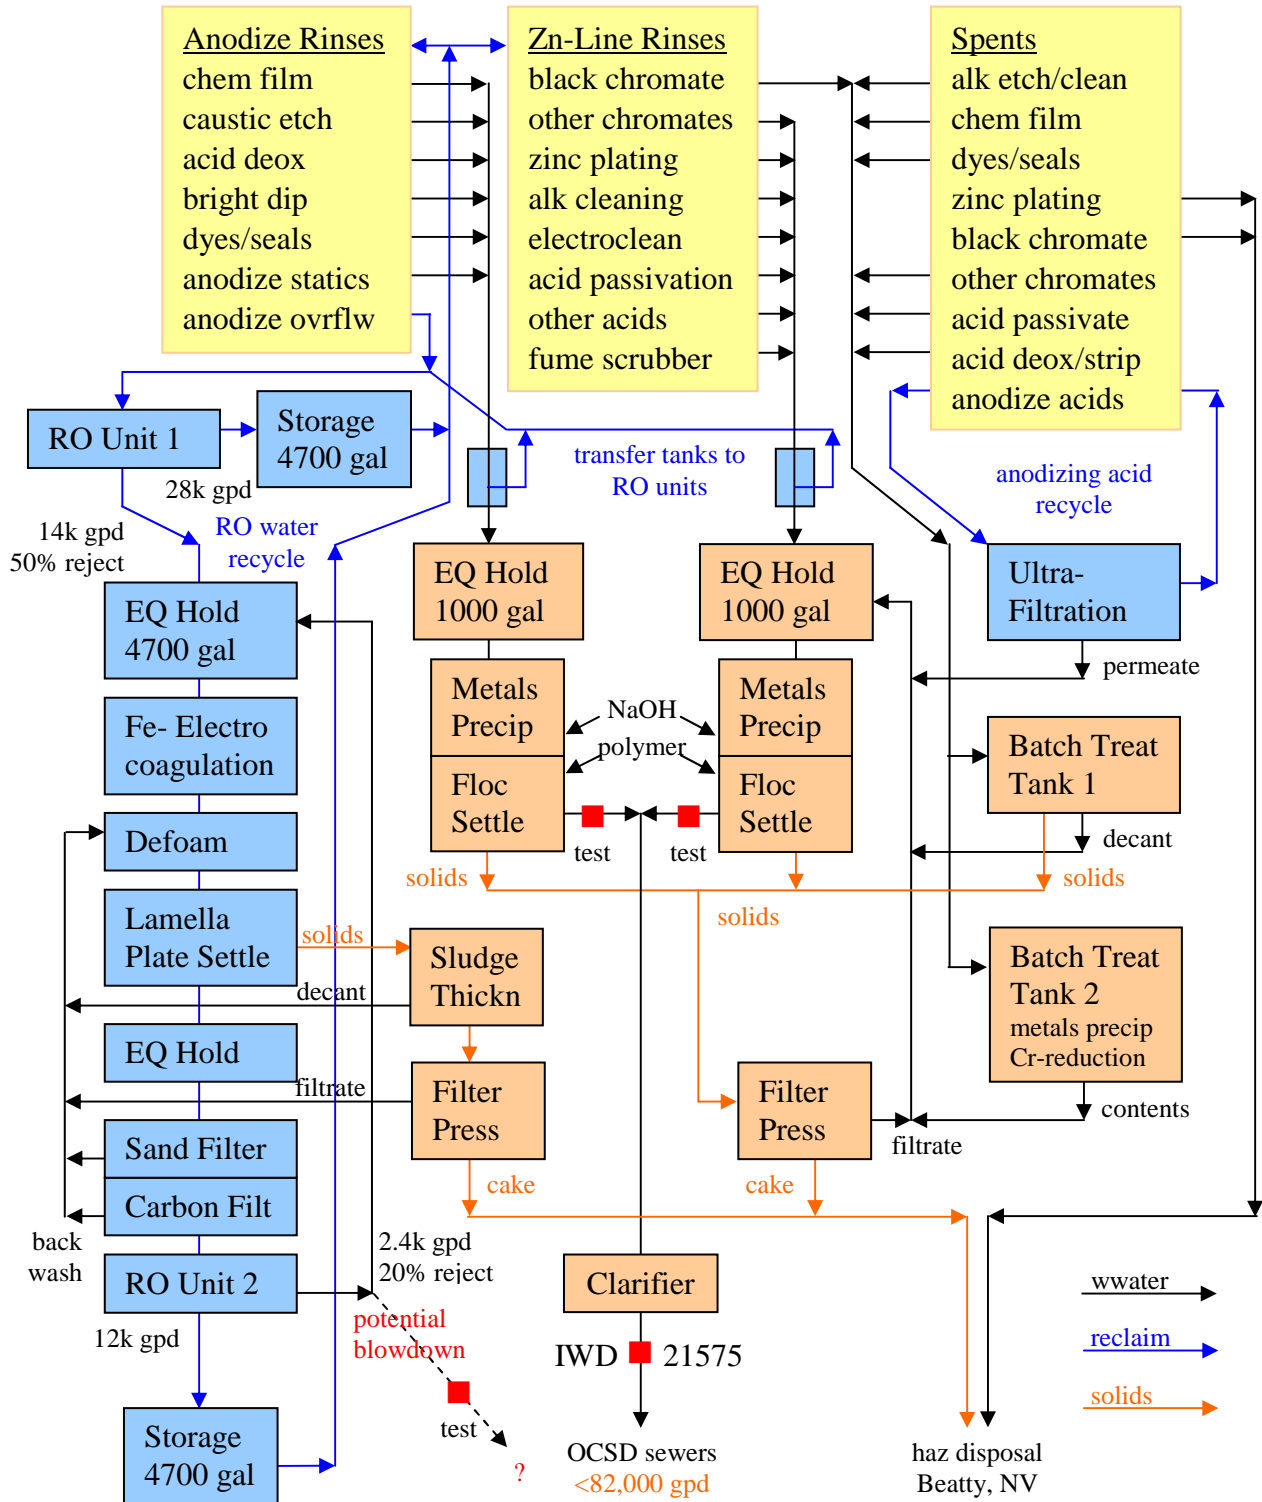 Anodize Rinses
chem film
caustic etch
acid deox
bright dip
dyes/seals
anodize statics
anodize ovrflw
Zn-Line Rinses
black chromate
other chromates
zinc plating
alk cleaning
electroclean
acid passivation
other acids
fume scrubber
Spents
alk etch/clean
chem film
dyes/seals
zinc plating
black chromate
other chromates
acid passivate
acid deox/strip
anodize acids
RO Unit 1
Storage
4700 gal
28k gpd
14k gpd
50% reject
RO water
recycle
transfer tanks to
RO units
anodizing acid
recycle
EQ Hold
4700 gal
EQ Hold
1000 gal
EQ Hold
1000 gal
Ultra-
Filtration
permeate
Fe- Electro
coagulation
Metals
Precip
NaOH
polymer
Metals
Precip
Batch Treat
Tank 1
Defoam
Floc
Settle
test
test
Floc
Settle
decant
solids
solids
solids
Lamella
Plate Settle
solids
Sludge
Thickn
decant
Batch Treat
Tank 2
metals precip
Cr-reduction
EQ Hold
filtrate
Filter
Press
Filter
Press
filtrate
contents
Sand Filter
Carbon Filt
cake
cake
back
wash
2.4k gpd
20% reject
RO Unit 2
Clarifier
wwater
12k gpd
potential
blowdown
IWD
21575
reclaim
test
solids
Storage
4700 gal
?
OCSD sewers
<82,000 gpd
haz disposal
Beatty, NV